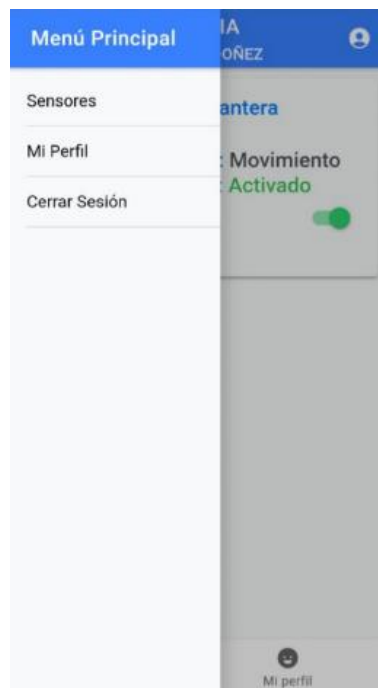 Menú Principal
IA
OÑEZ
Sensores
Mi Perfil
Cerrar Sesión
antera
: Movimiento
: Activado
Mi perfil